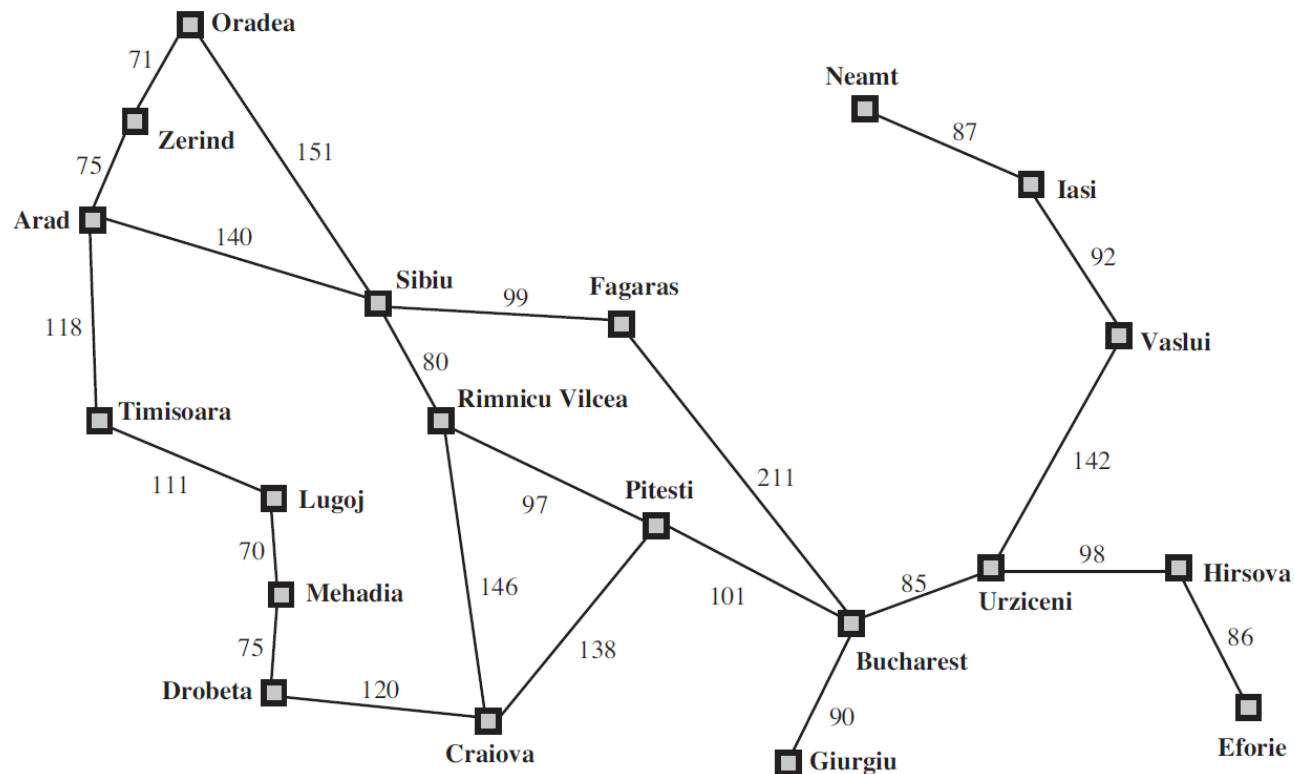 Oradea
71
Neamt
87
Zerind
151
75
Iasi
Arad
140
92
Sibiu
99
Fagaras
118
80
Vaslui
Timisoara
Rimnicu Vilcea
142
111
Lugoj
97
Pitesti
211
70
98
Hirsova
Mehadia
146
101
85
Urziceni
75
138
86
Bucharest
Drobeta
120
90
Craiova
Giurgiu
Eforie